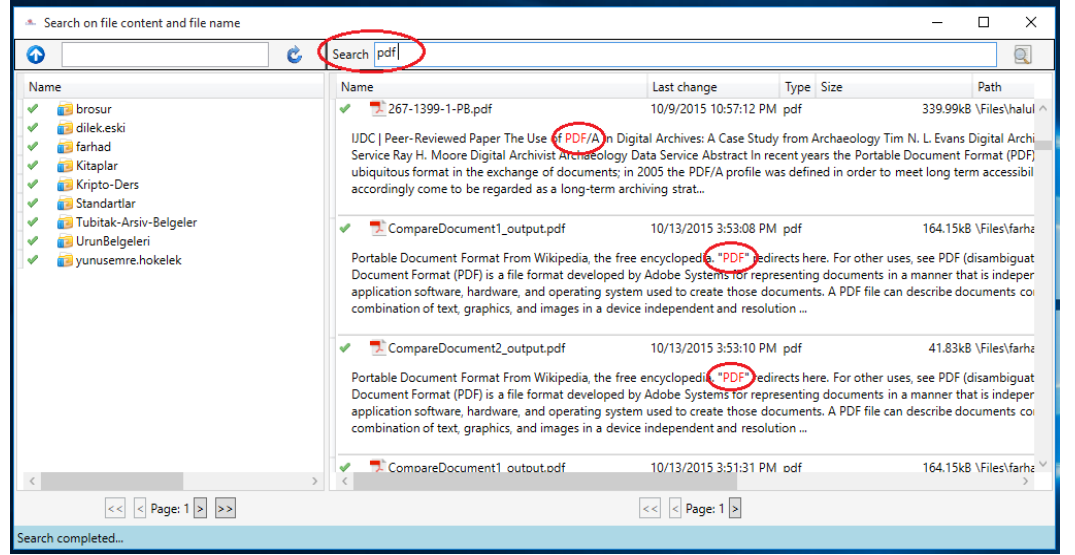 Search on file content and file name
Search pdf
Name
brosur
dilek.eski
farhad
Kitaplar
Kripto-Ders
Standartlar
Tubitak-Arsiv-Belgeler
UrunBelgeleri
yunusemre.hokelek
<< < Page: 1 > >>
Name Last change Type Size Path
267-1399-1-PB.pdf 10/9/2015 10:57:12 PM pdf 339.99kB \Files\haluk
IJDC | Peer-Reviewed Paper The Use of PDF/A in Digital Archives: A Case Study from Archaeology Tim N. L. Evans Digital Archi
Service Ray H. Moore Digital Archivist Archaeology Data Service Abstract In recent years the Portable Document Format (PDF)
ubiquitous format in the exchange of documents; in 2005 the PDF/A profile was defined in order to meet long term accessibil
accordingly come to be regarded as a long-term archiving strat...
CompareDocument1_output.pdf 10/13/2015 3:53:08 PM pdf 164.15kB \Files\farha
Portable Document Format From Wikipedia, the free encyclopedia. "PDF" redirects here. For other uses, see PDF (disambiguat
Document Format (PDF) is a file format developed by Adobe Systems for representing documents in a manner that is indeper
application software, hardware, and operating system used to create those documents. A PDF file can describe documents co
combination of text, graphics, and images in a device independent and resolution ...
CompareDocument2_output.pdf 10/13/2015 3:53:10 PM pdf 41.83kB \Files\farha
Portable Document Format From Wikipedia, the free encyclopedia. "PDF" redirects here. For other uses, see PDF (disambiguat
Document Format (PDF) is a file format developed by Adobe Systems for representing documents in a manner that is indeper
application software, hardware, and operating system used to create those documents. A PDF file can describe documents co
combination of text, graphics, and images in a device independent and resolution ...
CompareDocument1_output.pdf 10/13/2015 3:51:31 PM pdf 164.15kB \Files\farha
<< < Page: 1 >
Search completed...